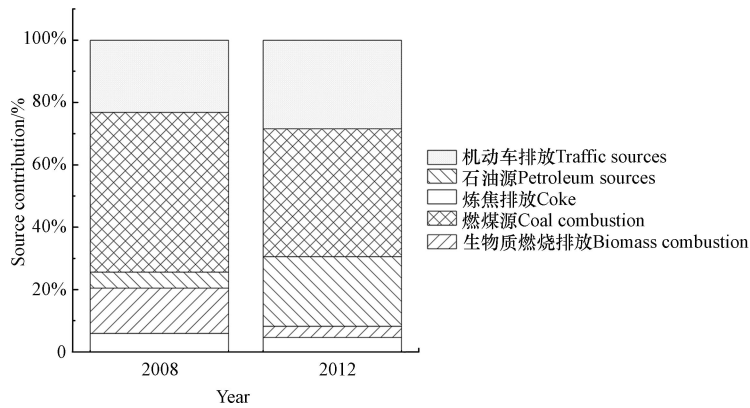 100%
80%
60%
40%
20%
0
Source contribution/%
2008
2012
Year
机动车排放Traffic sources
石油源Petroleum sources
炼焦排放Coke
燃煤源Coal combustion
生物质燃烧排放Biomass combustion